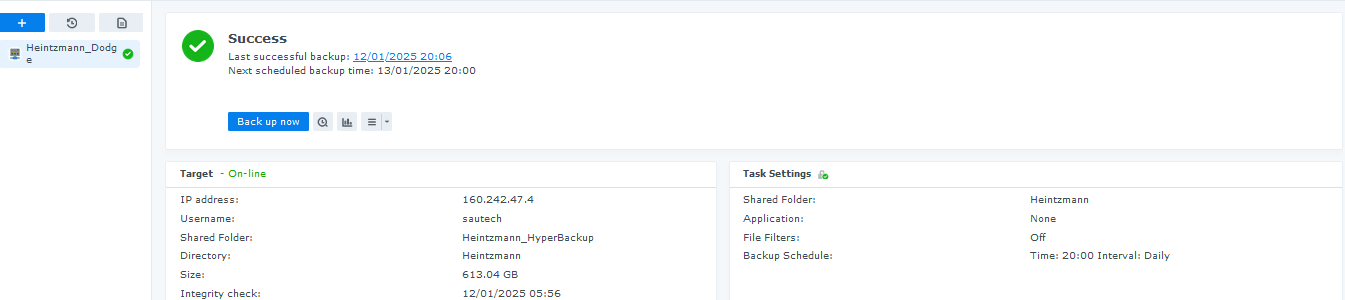 Heintzmann_Dodg
e
Success
Last successful backup: 12/01/2025 20:06
Next scheduled backup time: 13/01/2025 20:00
Back up now
Target - On-line
IP address: 160.242.47.4
Username: sautech
Shared Folder: Heintzmann_HyperBackup
Directory: Heintzmann
Size: 613.04 GB
Integrity check: 12/01/2025 05:56
Task Settings
Shared Folder: Heintzmann
Application: None
File Filters: Off
Backup Schedule: Time: 20:00 Interval: Daily